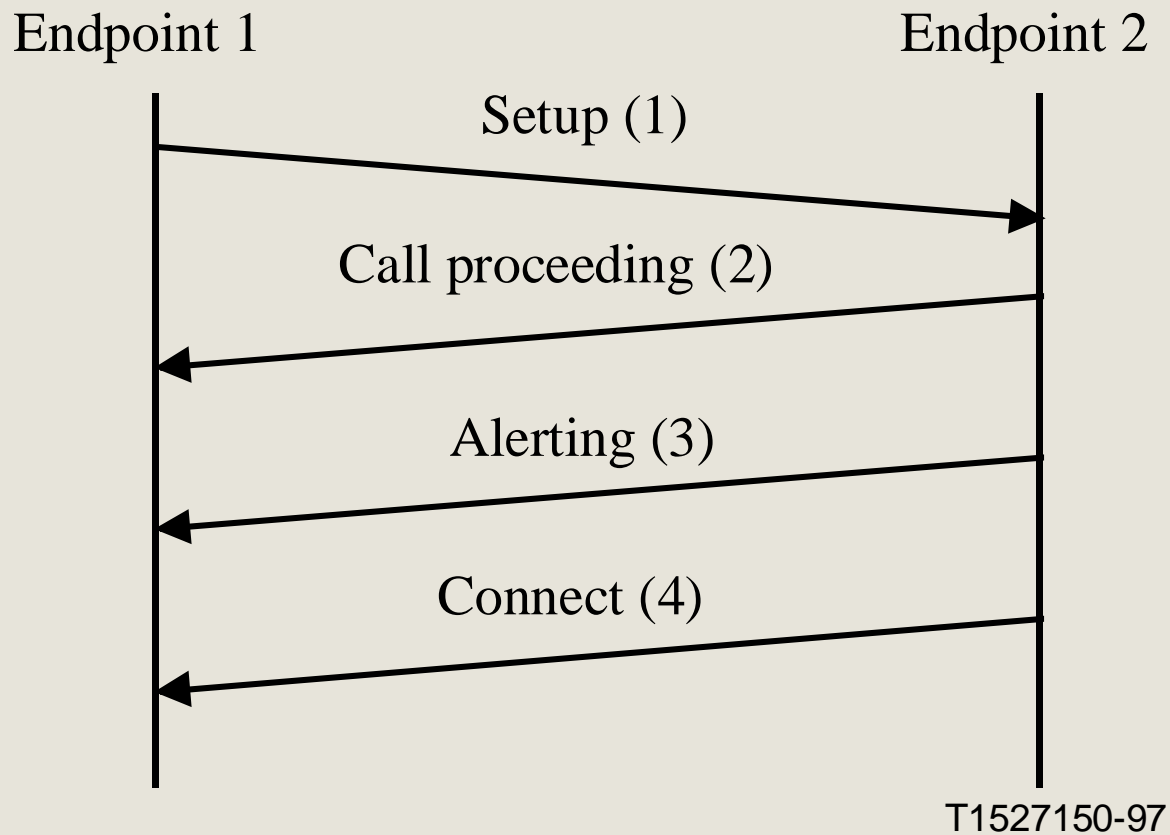 Endpoint 1
Endpoint 2
Setup (1)
Call proceeding (2)
Alerting (3)
Connect (4)
T1527150-97